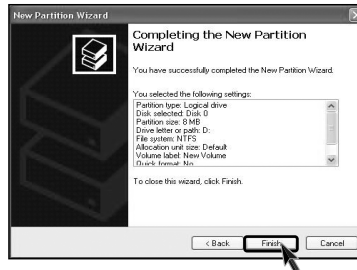 New Partition Wizard
Completing the New Partition
Wizard
You have successfully completed the New Partition Wizard.
You selected the following settings:
Partition type: Logical drive
Disk selected: Disk 0
Partition size: 8 MB
Drive letter or path: D:
File system: NTFS
Allocation unit size: Default
Volume label: New Volume
Quick format: No
To close this wizard, click Finish.
< Back
Finish
Cancel